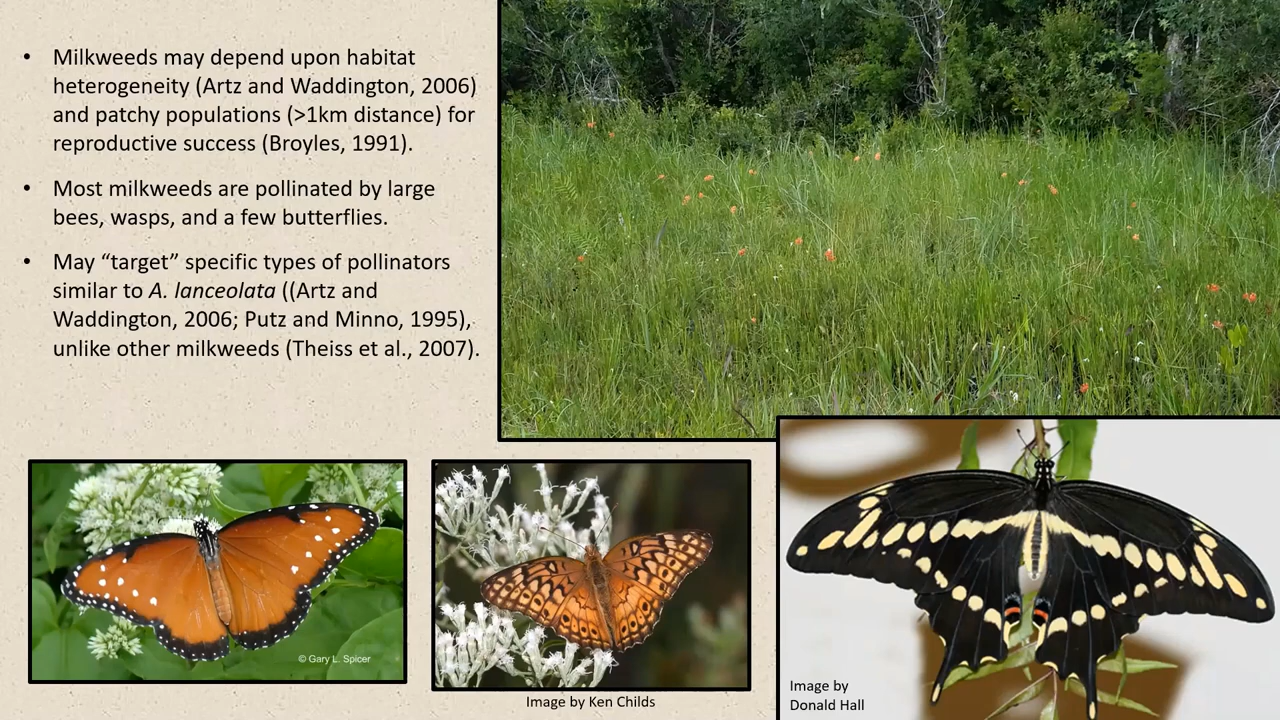 • Milkweeds may depend upon habitat
heterogeneity (Artz and Waddington, 2006)
and patchy populations (>1km distance) for
reproductive success (Broyles, 1991).
• Most milkweeds are pollinated by large
bees, wasps, and a few butterflies.
• May “target” specific types of pollinators
similar to A. lanceolata ((Artz and
Waddington, 2006; Putz and Minno, 1995),
unlike other milkweeds (Theiss et al., 2007).
© Gary L. Spicer
Image by Ken Childs
Image by
Donald Hall